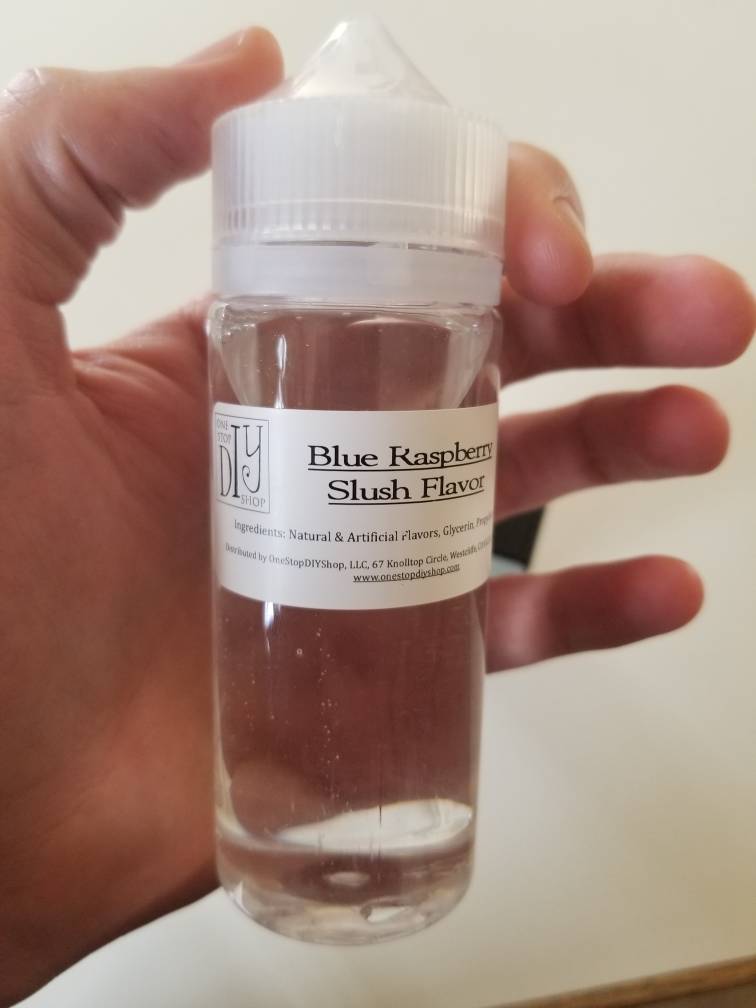 ONE
STOP
DIY
SHOP
Blue Raspberry
Slush Flavor
Ingredients: Natural & Artificial Flavors, Glycerin,
Distributed by OneStopDIYShop, LLC, 67 Knolltop Circle, Westcliffe,
www.onestopdiyshop.com